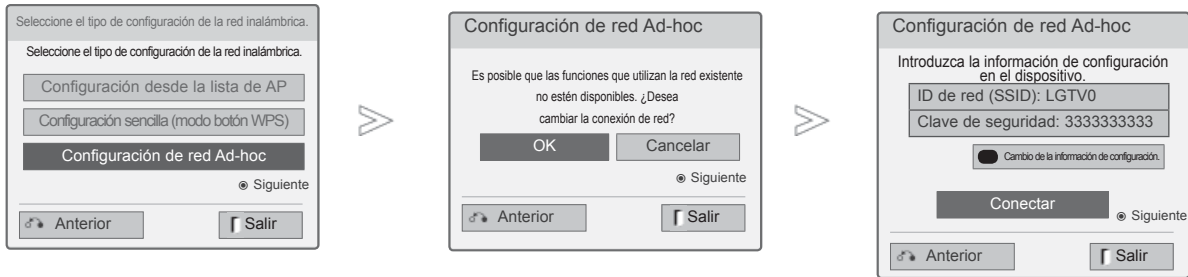 Seleccione el tipo de configuración de la red inalámbrica.
Seleccione el tipo de configuración de la red inalámbrica.
Configuración desde la lista de AP
Configuración sencilla (modo botón WPS)
Configuración de red Ad-hoc
Siguiente
Anterior
Salir
Configuración de red Ad-hoc
Es posible que las funciones que utilizan la red existente
no estén disponibles. ¿Desea
cambiar la conexión de red?
OK
Cancelar
Siguiente
Anterior
Salir
Configuración de red Ad-hoc
Introduzca la información de configuración
en el dispositivo.
ID de red (SSID): LGTV0
Clave de seguridad: 3333333333
Cambio de la información de configuración.
Conectar
Siguiente
Anterior
Salir